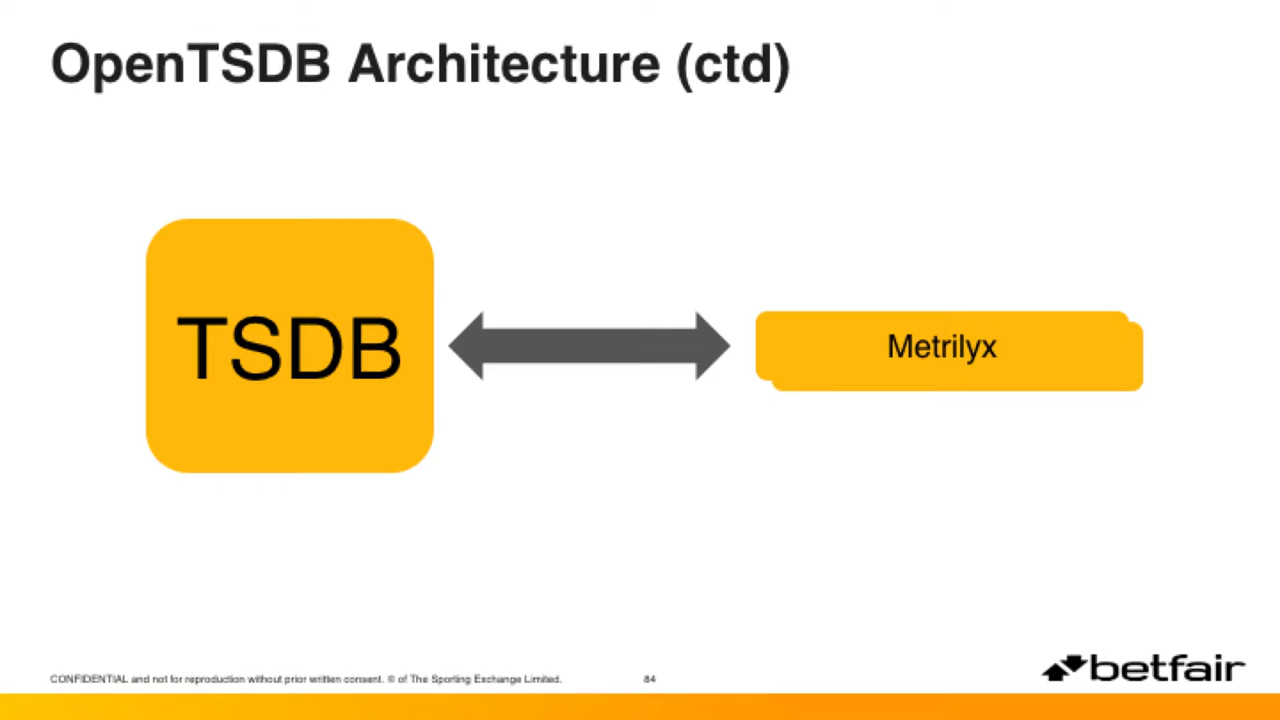 OpenTSDB Architecture (ctd)
TSDB
Metrilyx
CONFIDENTIAL and not for reproduction without prior written consent. © of The Sporting Exchange Limited.
84
betfair